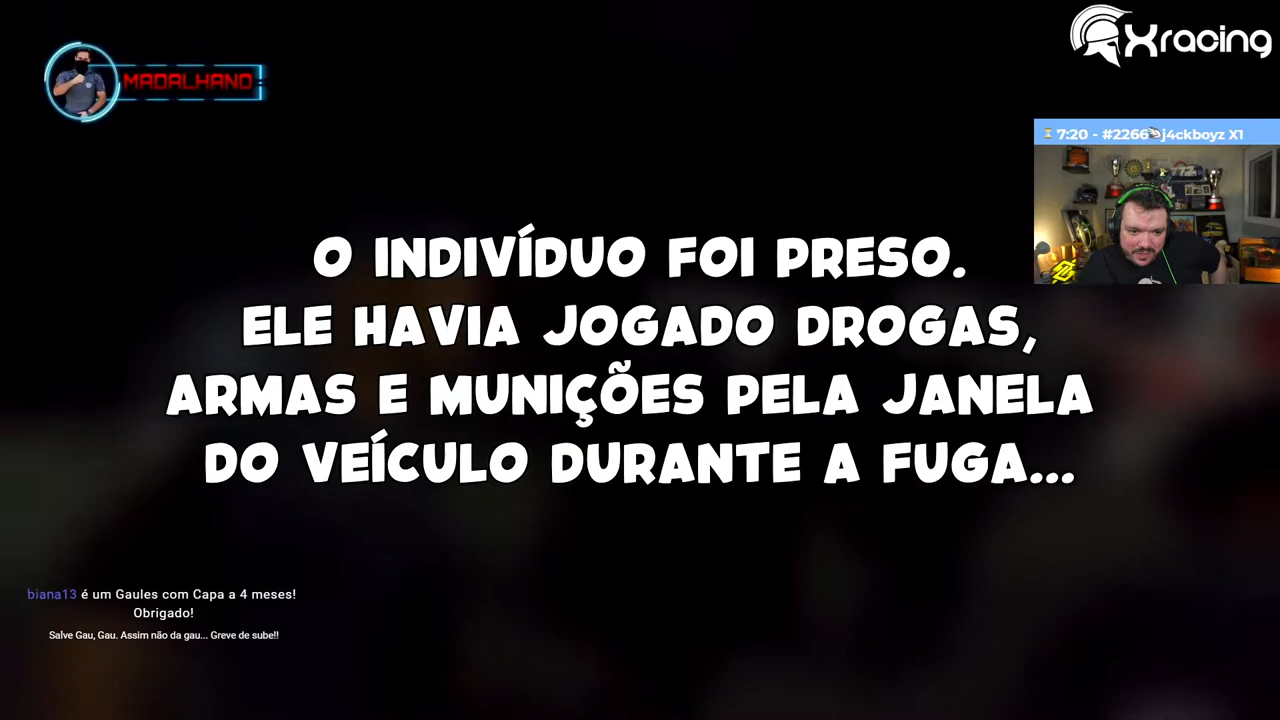 Xracing
MADALHANO
7:20 - #2266 j4ckboyz X1
O INDIVÍDUO FOI PRESO.
ELE HAVIA JOGADO DROGAS,
ARMAS E MUNIÇÕES PELA JANELA
DO VEÍCULO DURANTE A FUGA...
biana13 é um Gaules com Capa a 4 meses!
Obrigado!
Salve Gau, Gau. Assim não da gau... Greve de sube!!